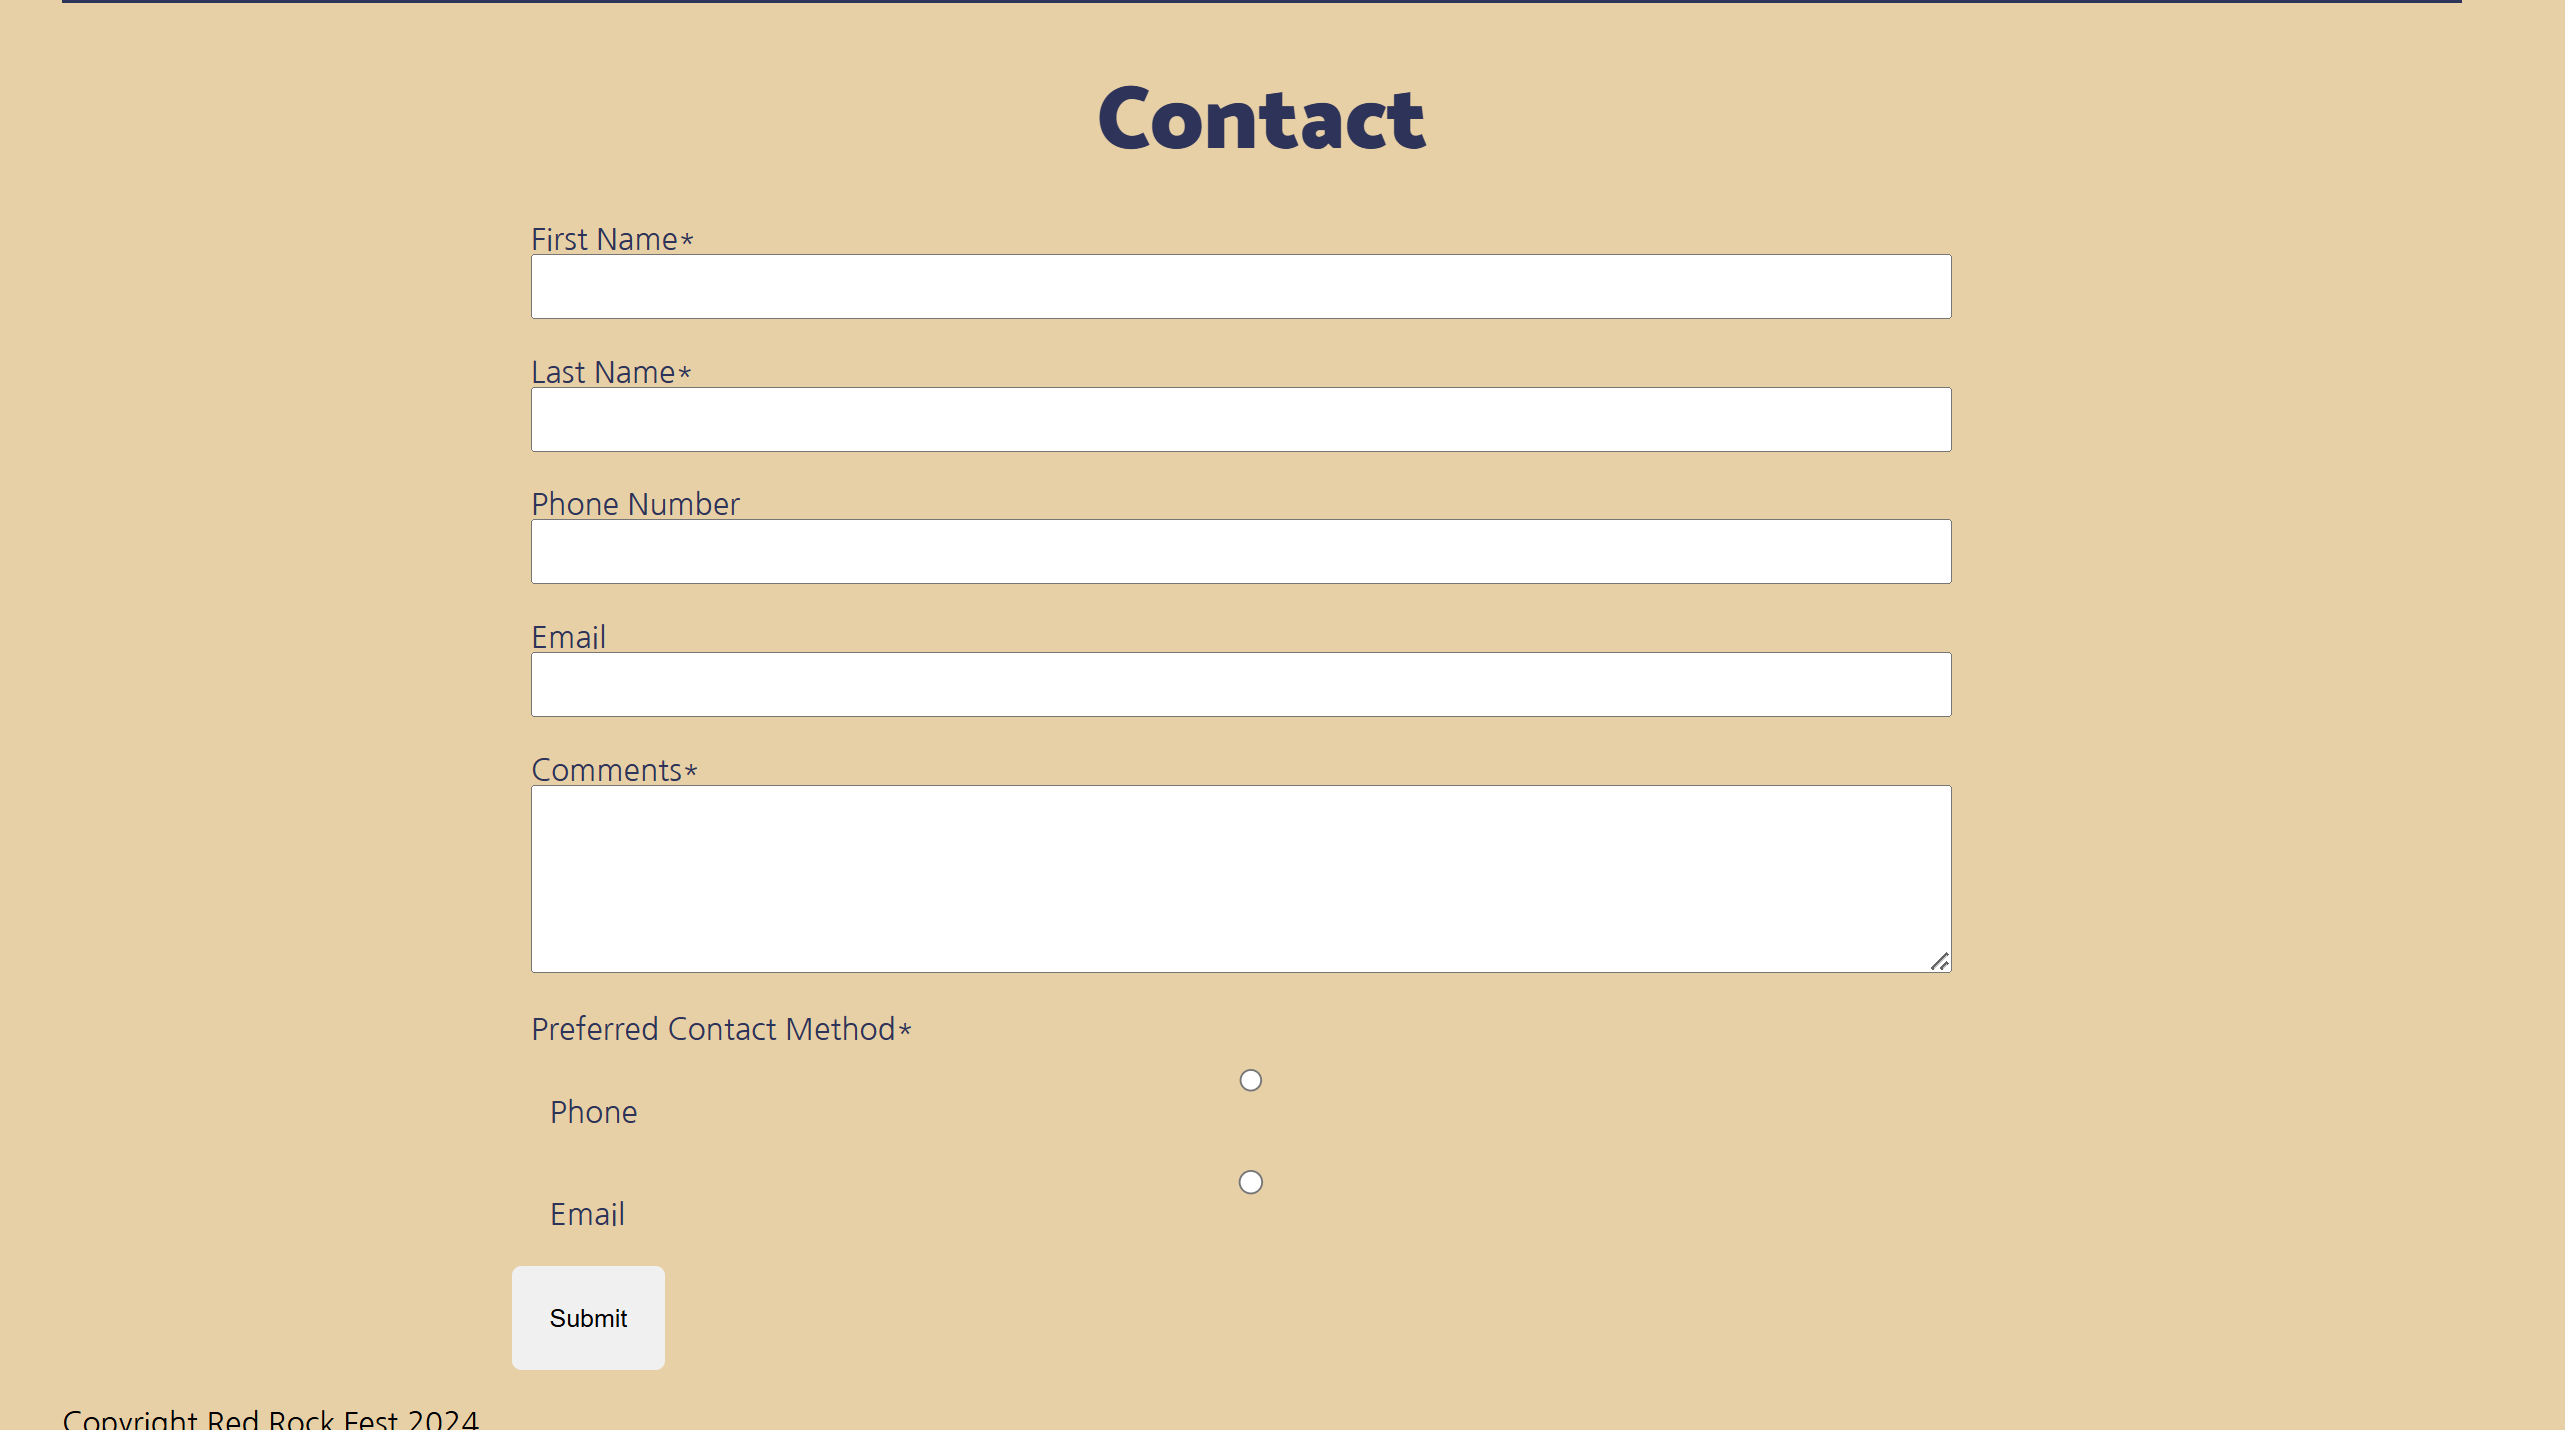 Contact
First Name*
Last Name*
Phone Number
Email
Comments*
Preferred Contact Method*
Phone
Email
Submit
Copyright Red Rock Fest 2024